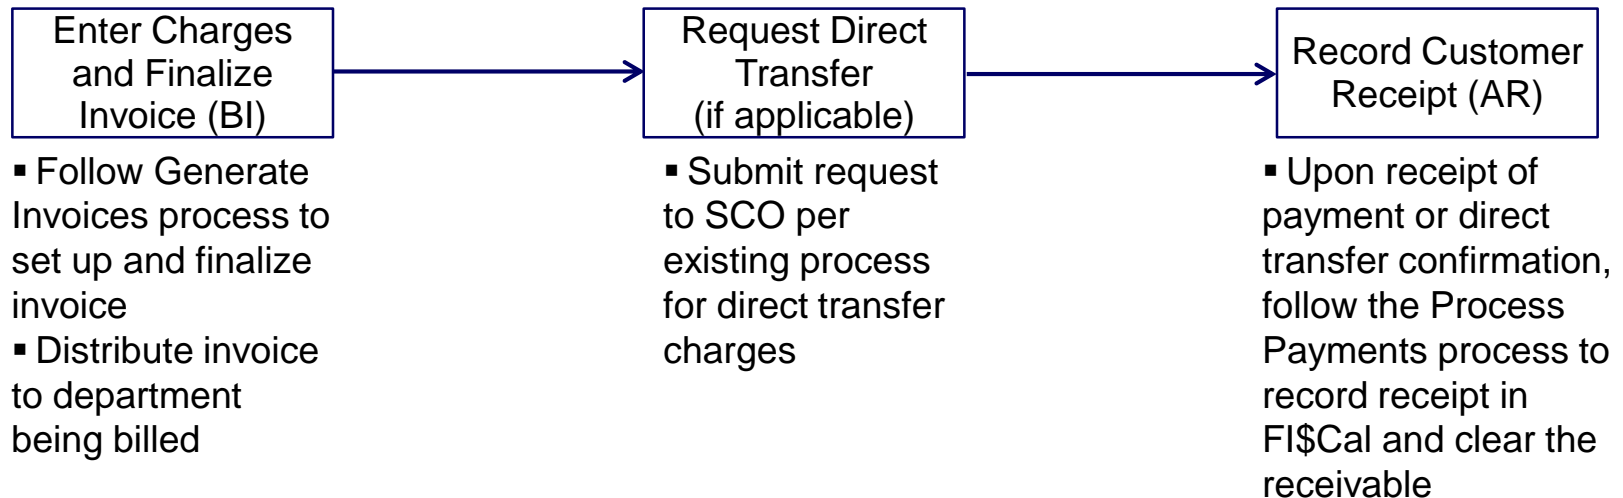 Enter Charges
and Finalize
Invoice (BI)
▪ Follow Generate
Invoices process to
set up and finalize
invoice
▪ Distribute invoice
to department
being billed
Request Direct
Transfer
(if applicable)
▪ Submit request
to SCO per
existing process
for direct transfer
charges
Record Customer
Receipt (AR)
▪ Upon receipt of
payment or direct
transfer confirmation,
follow the Process
Payments process to
record receipt in
FI$Cal and clear the
receivable